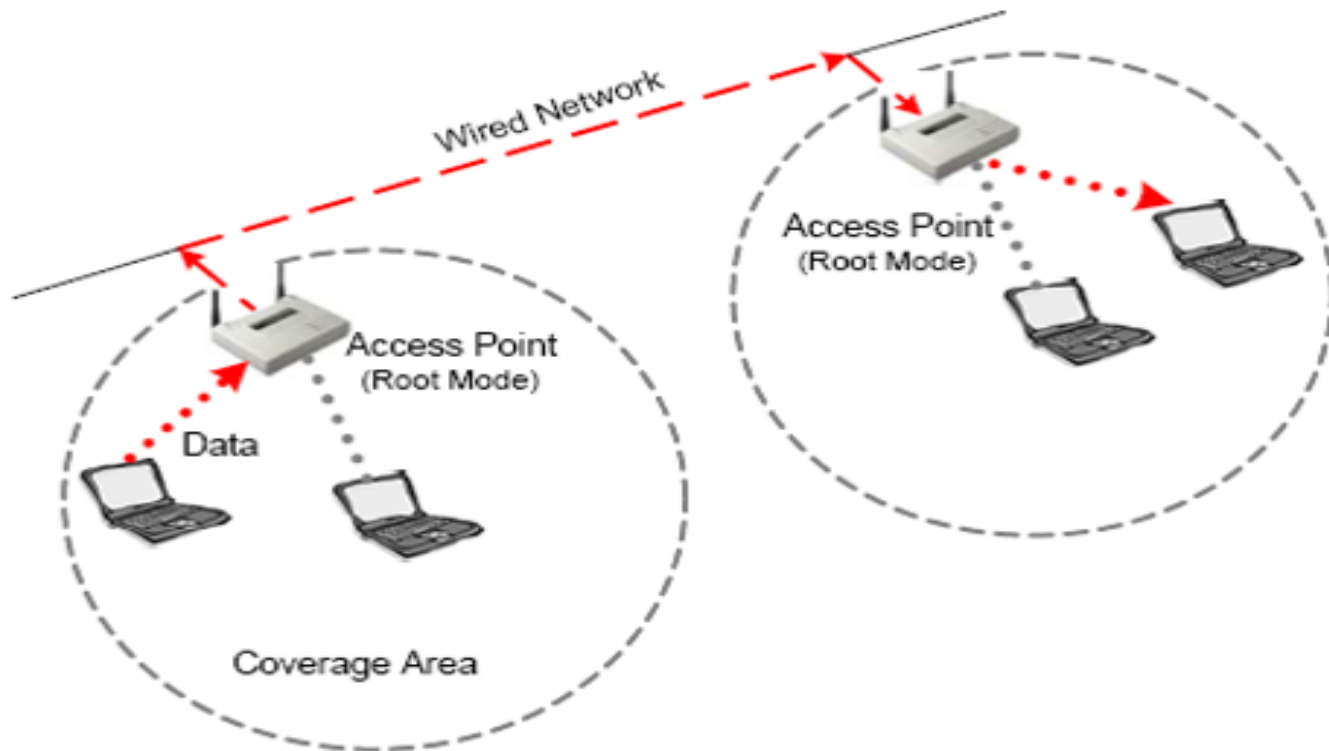 Wired Network
Access Point
(Root Mode)
Access Point
(Root Mode)
Data
Coverage Area